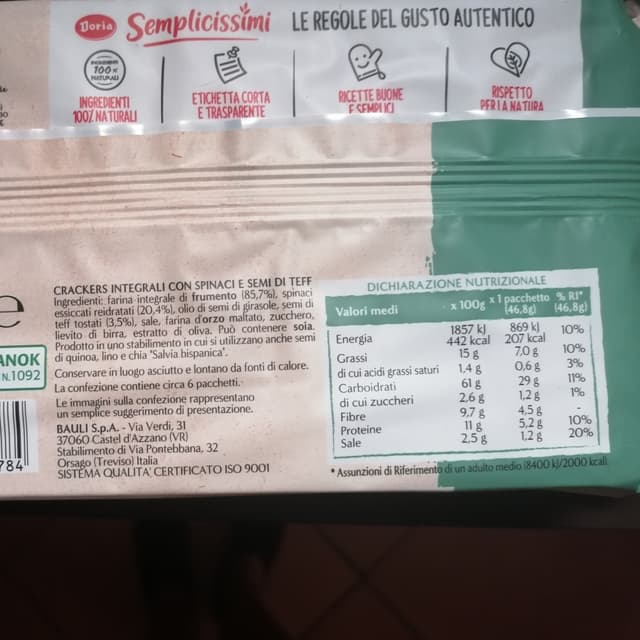 Doria Semplicissimi LE REGOLE DEL GUSTO AUTENTICO
INGREDIENTI
100%
NATURALI
INGREDIENTI
100% NATURALI
ETICHETTA CORTA
E TRASPARENTE
RICETTE BUONE
E SEMPLICI
RISPETTO
PER LA NATURA
CRACKERS INTEGRALI CON SPINACI E SEMI DI TEFF
Ingredienti: farina integrale di frumento (85,7%), spinaci
essiccati reidratati (20,4%), olio di semi di girasole, semi di
teff tostati (3,5%), sale, farina d'orzo maltato, zucchero,
lievito di birra, estratto di oliva. Può contenere soia.
Prodotto in uno stabilimento in cui si utilizzano anche semi
di quinoa, lino e chia "Salvia hispanica".
Conservare in luogo asciutto e lontano da fonti di calore.
La confezione contiene circa 6 pacchetti.
Le immagini sulla confezione rappresentano
un semplice suggerimento di presentazione.
BAULI S.p.A. - Via Verdi, 31
37060 Castel d'Azzano (VR)
Stabilimento di Via Pontebbana, 32
Orsago (Treviso) Italia
SISTEMA QUALITA' CERTIFICATO ISO 9001
e
ANOK
N.1092
784
DICHIARAZIONE NUTRIZIONALE
Valori medi x 100g x 1 pacchetto (46,8g) % RI* (46,8g)
Energia 1857 kJ 869 kJ 10%
442 kcal 207 kcal
Grassi 15 g 7,0 g 10%
di cui acidi grassi saturi 1,4 g 0,6 g 3%
Carboidrati 61 g 29 g 11%
di cui zuccheri 2,6 g 1,2 g 1%
Fibre 9,7 g 4,5 g -
Proteine 11 g 5,2 g 10%
Sale 2,5 g 1,2 g 20%
* Assunzioni di Riferimento di un adulto medio (8400 kJ/2000 kcal)